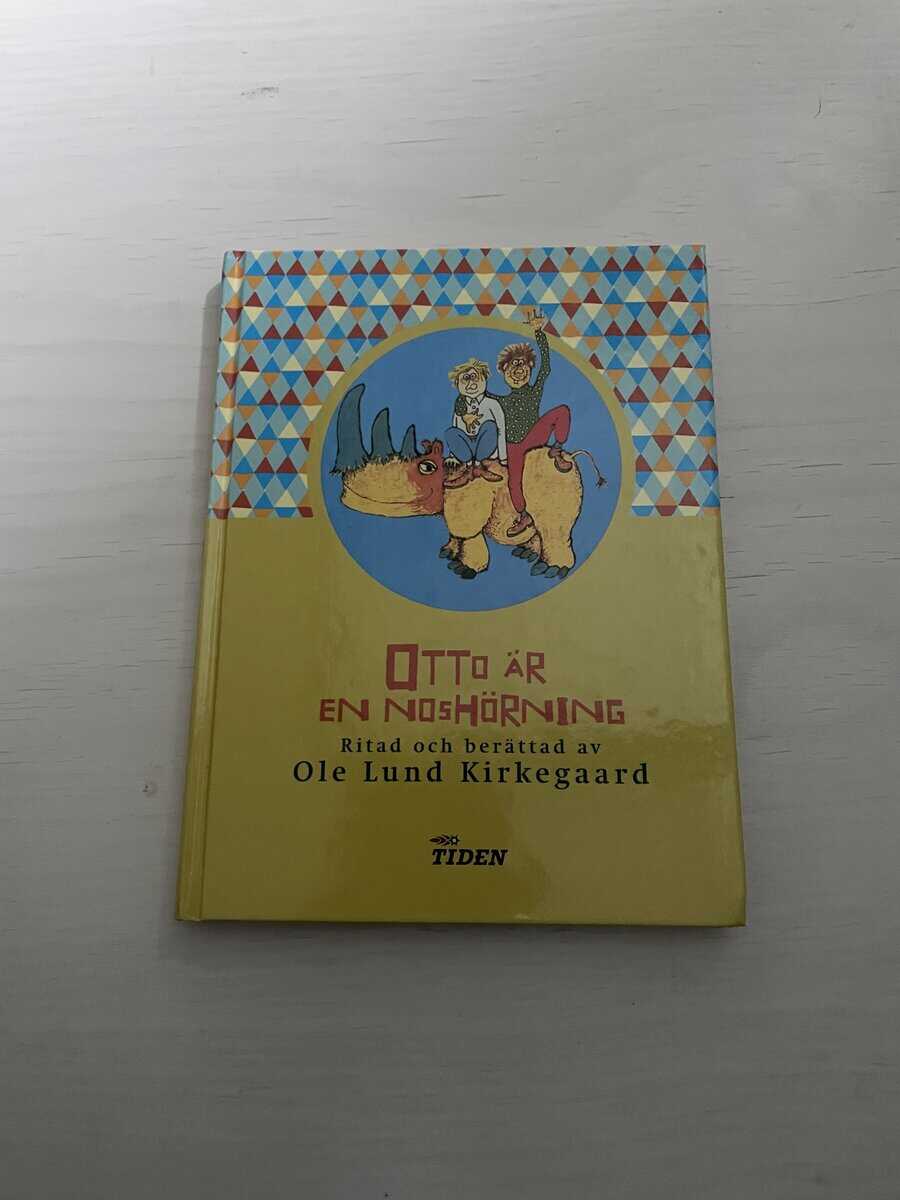 OTTO ÄR
EN NOSHÖRNING
Ritad och berättad av
Ole Lund Kirkegaard
TIDEN